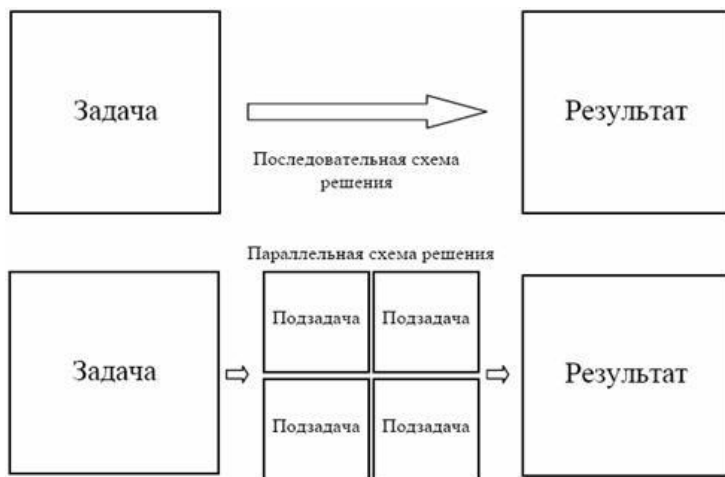 Задача
Результат
Последовательная схема
решения
Параллельная схема решения
Задача
Подзадача Подзадача
Подзадача Подзадача
Результат